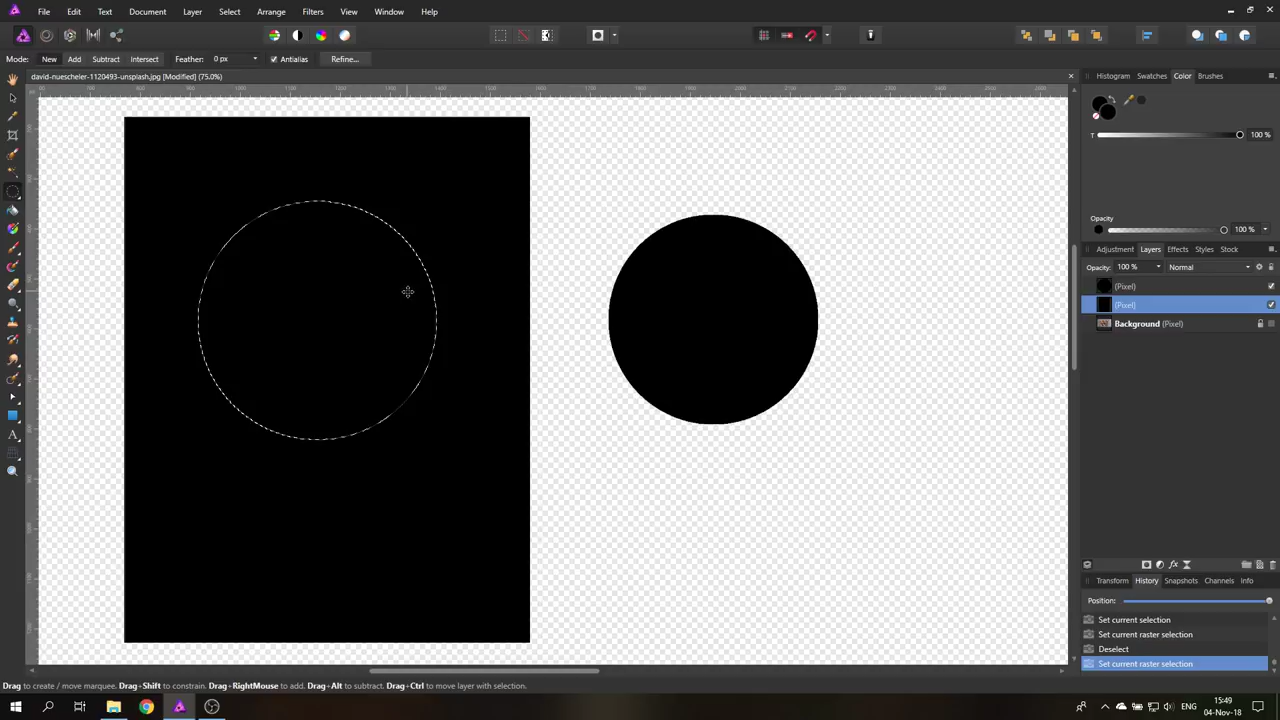 File Edit Text Document Layer Select Arrange Filters View Window Help
Mode: New Add Subtract Intersect Feather: 0 px Antialias Refine...
david-nuescheler-1120493-unsplash.jpg [Modified] (75.0%)
Histogram Swatches Color Brushes
T 100 %
Opacity
100 %
Adjustment Layers Effects Styles Stock
Opacity: 100 % Normal
(Pixel)
(Pixel)
Background (Pixel)
Transform History Snapshots Channels Info
Position:
Set current selection
Set current raster selection
Deselect
Set current raster selection
Drag to create / move marquee. Drag+Shift to constrain. Drag+RightMouse to add. Drag+Alt to subtract. Drag+Ctrl to move layer with selection.
15:49
04-Nov-18